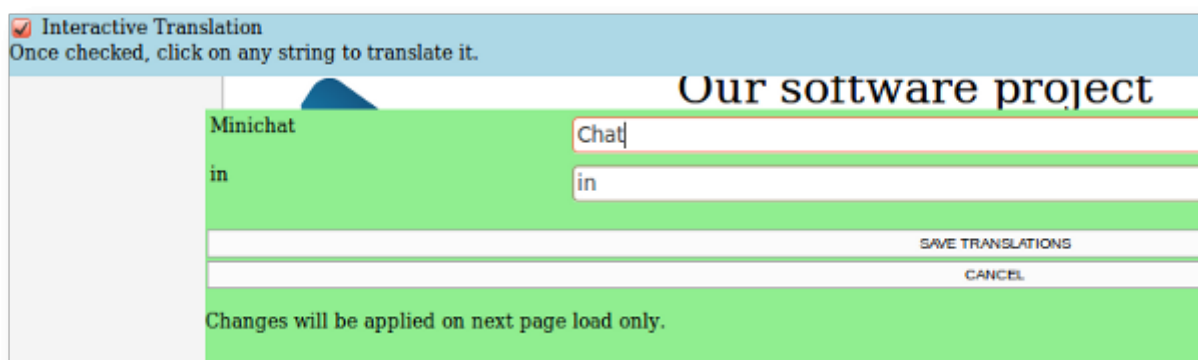 Interactive Translation
Once checked, click on any string to translate it.
Our software project
Minichat
Chat
in
in
SAVE TRANSLATIONS
CANCEL
Changes will be applied on next page load only.